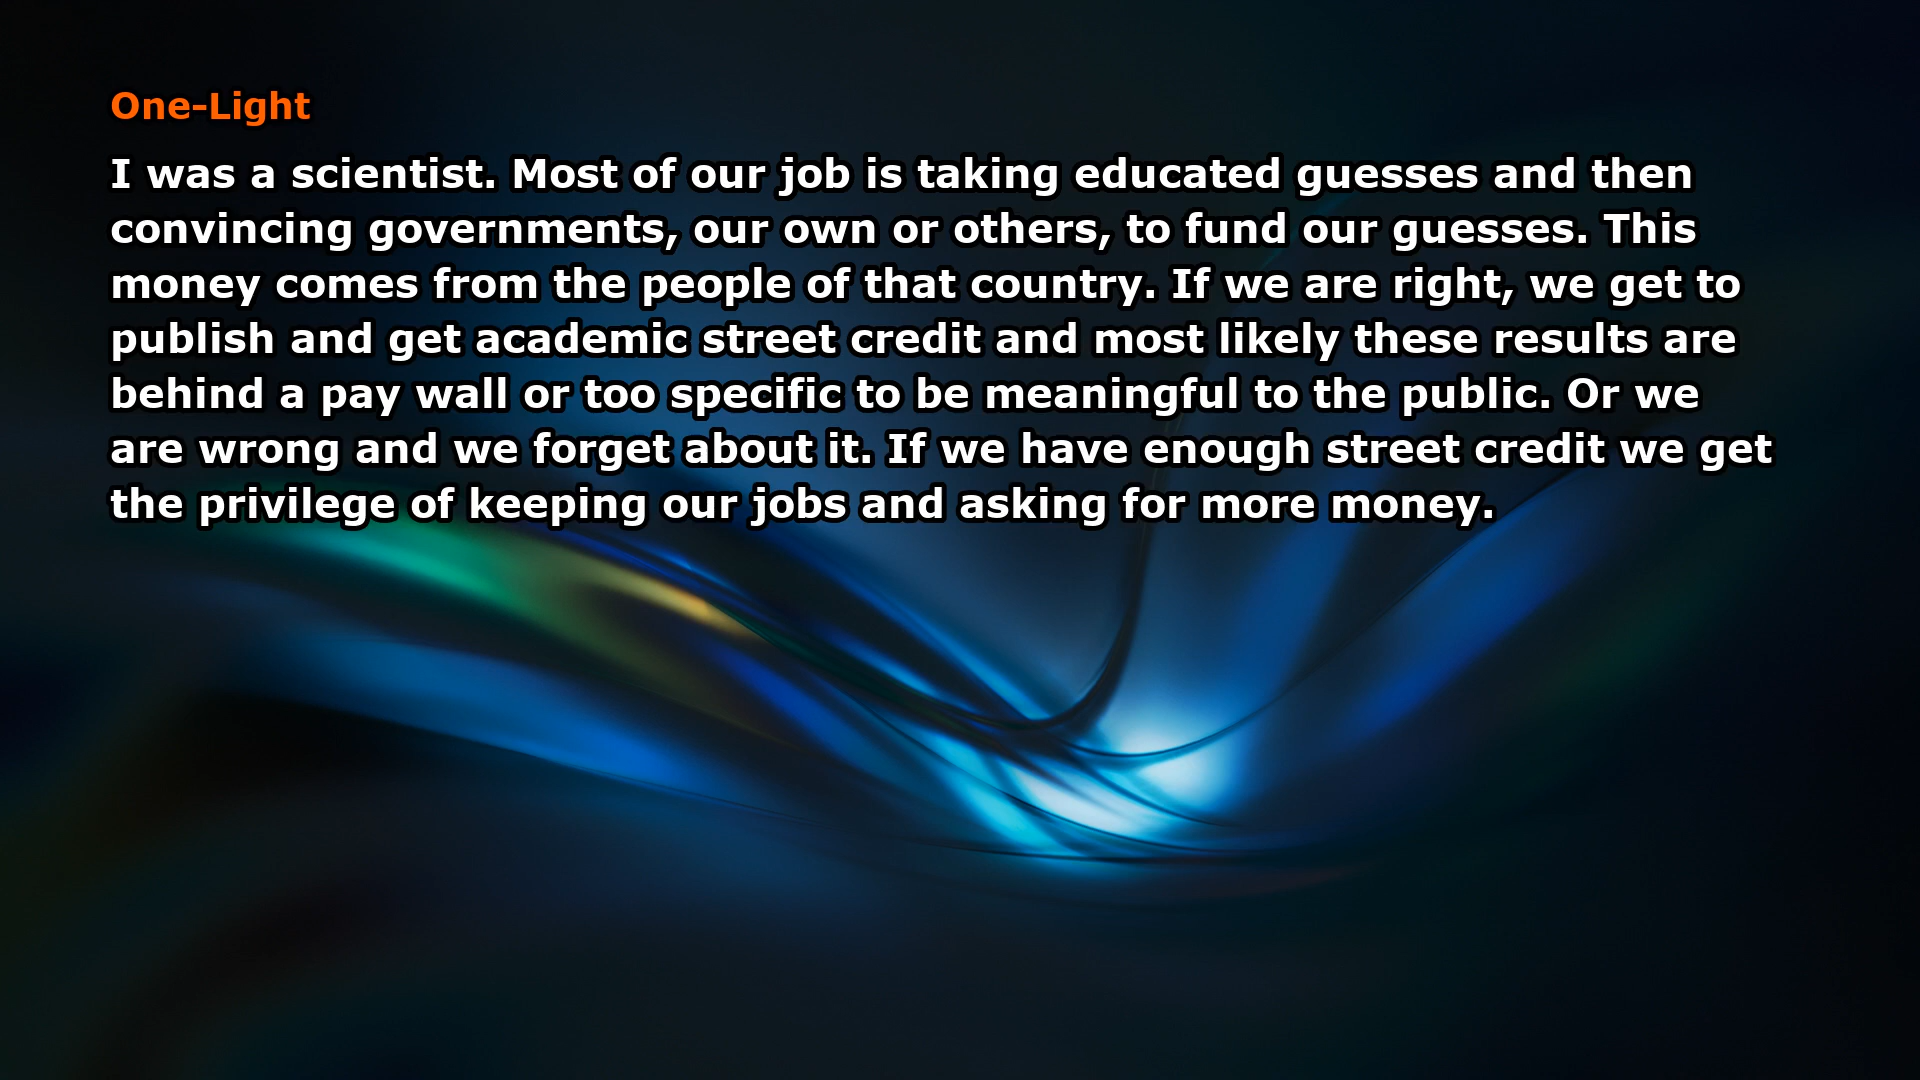 One-Light
I was a scientist. Most of our job is taking educated guesses and then
convincing governments, our own or others, to fund our guesses. This
money comes from the people of that country. If we are right, we get to
publish and get academic street credit and most likely these results are
behind a pay wall or too specific to be meaningful to the public. Or we
are wrong and we forget about it. If we have enough street credit we get
the privilege of keeping our jobs and asking for more money.